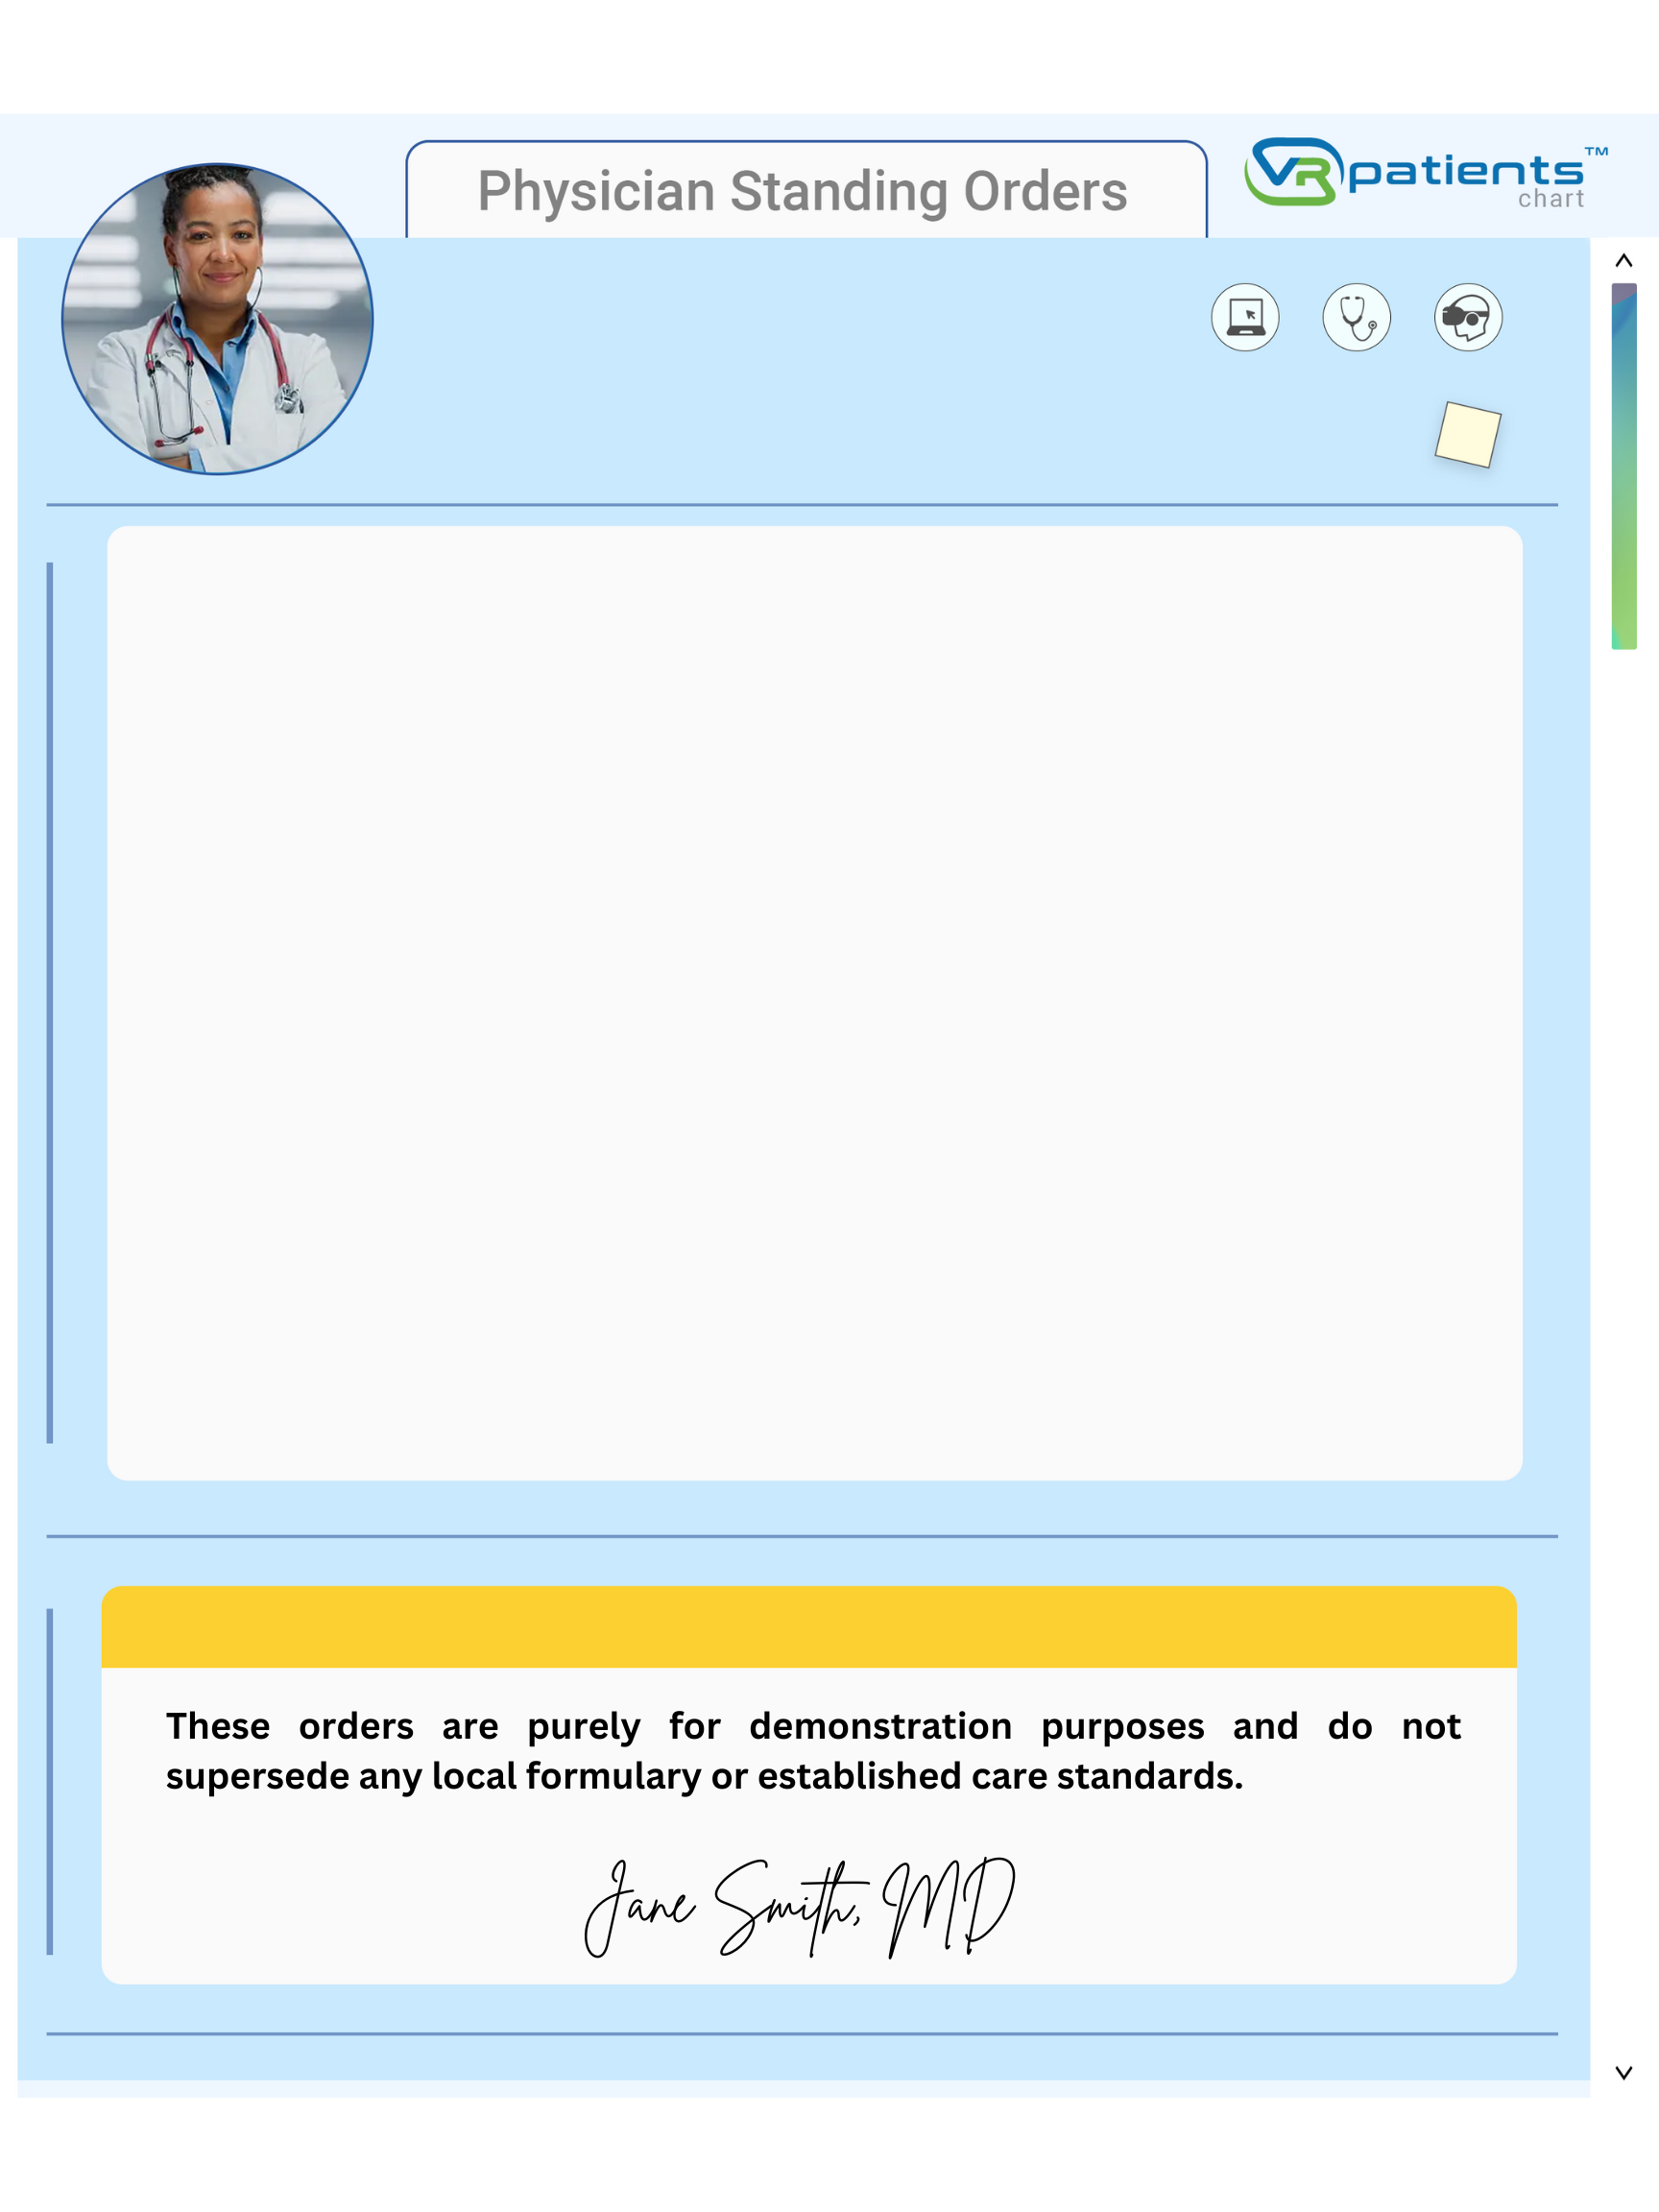 Physician Standing Orders
VR patients™
chart
These orders are purely for demonstration purposes and do not
supersede any local formulary or established care standards.
Jane Smith, MD